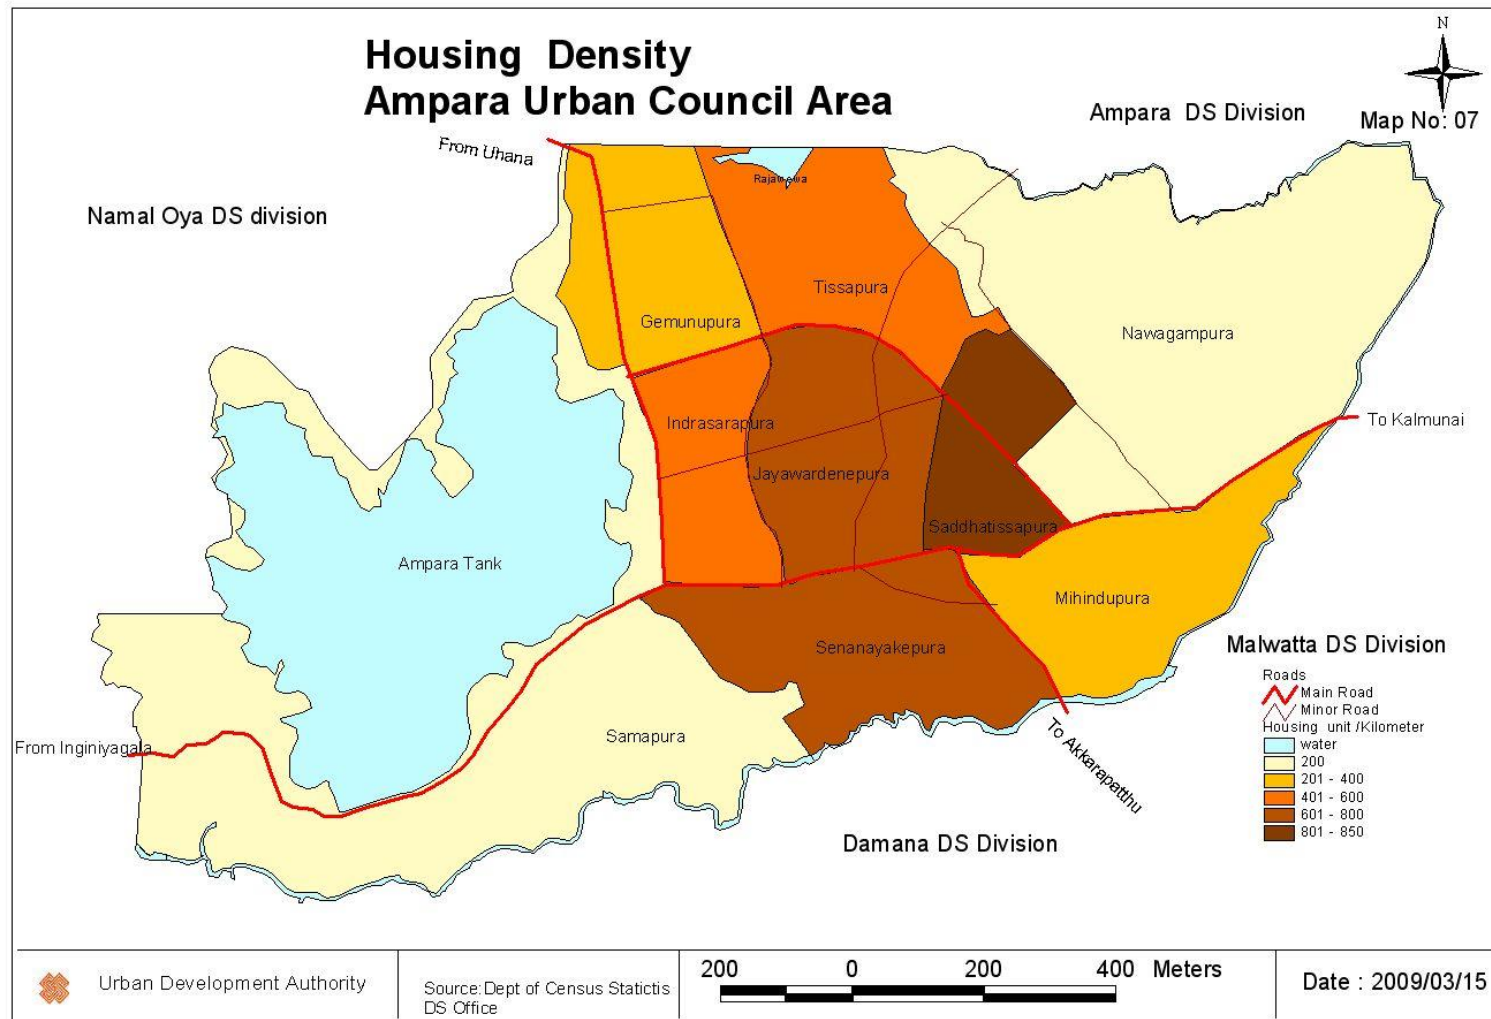 Housing Density
Ampara Urban Council Area
N
Ampara DS Division
Map No: 07
From Uhana
Rajawewa
Namal Oya DS division
Tissapura
Gemunupura
Nawagampura
Indrasarapura
To Kalmunai
Jayawardenepura
Saddhatissapura
Ampara Tank
Mihindupura
Senanayakepura
Malwatta DS Division
Roads
Main Road
Minor Road
Housing unit /Kilometer
water
200
201 - 400
401 - 600
601 - 800
801 - 850
Samapura
From Inginiyagala
To Akkarapatthu
Damana DS Division
Urban Development Authority
Source:Dept of Census Statictis
DS Office
200 0 200 400 Meters
Date : 2009/03/15